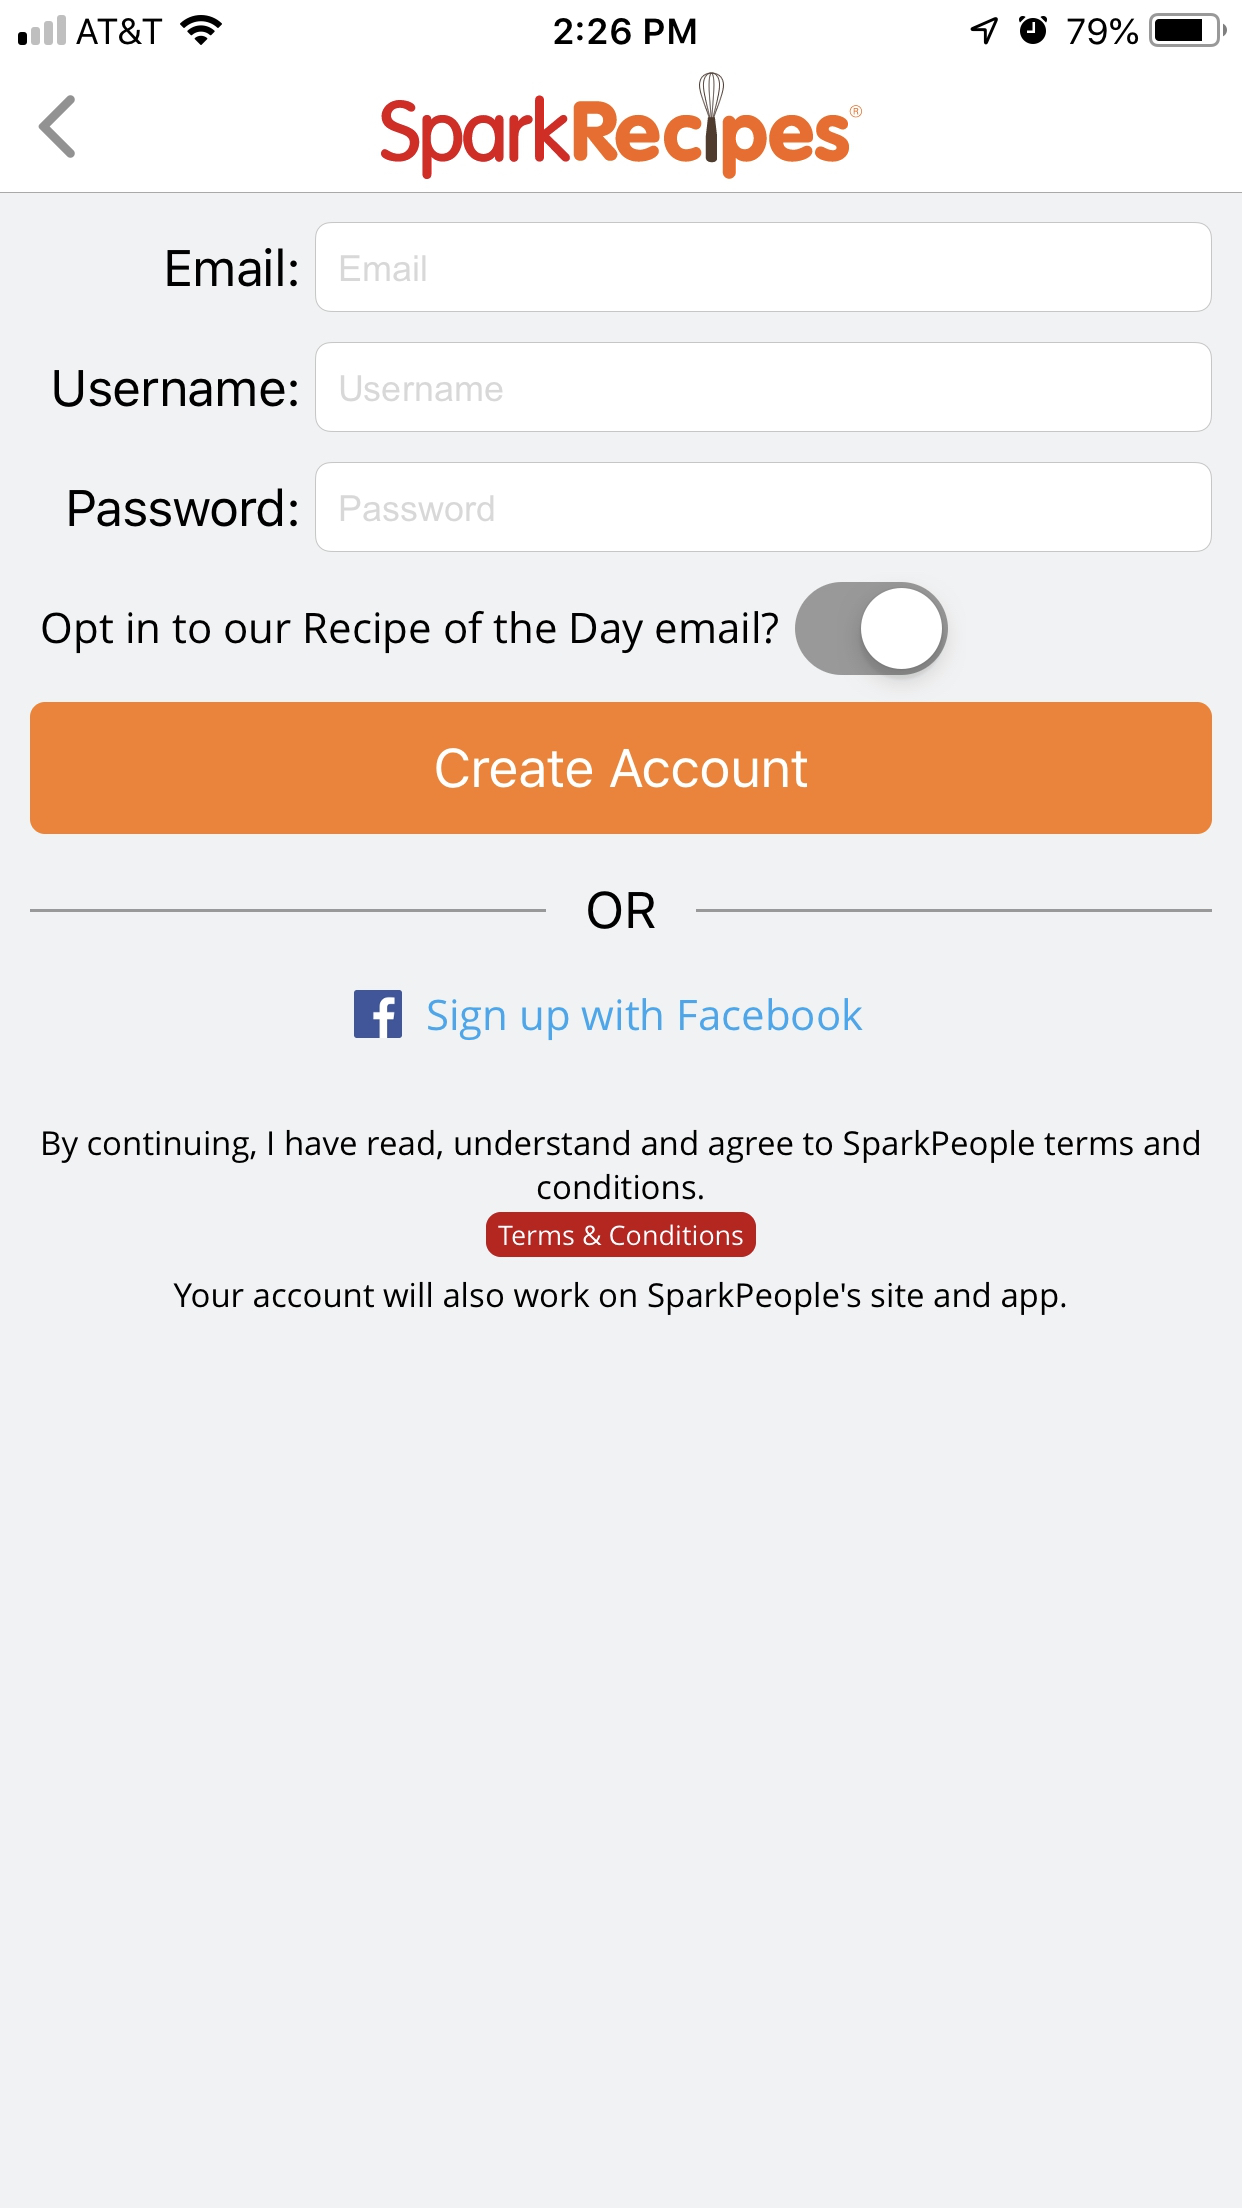 AT&T 2:26 PM 79%
SparkRecipes®
Email: Email
Username: Username
Password: Password
Opt in to our Recipe of the Day email?
Create Account
OR
Sign up with Facebook
By continuing, I have read, understand and agree to SparkPeople terms and
conditions.
Terms & Conditions
Your account will also work on SparkPeople's site and app.